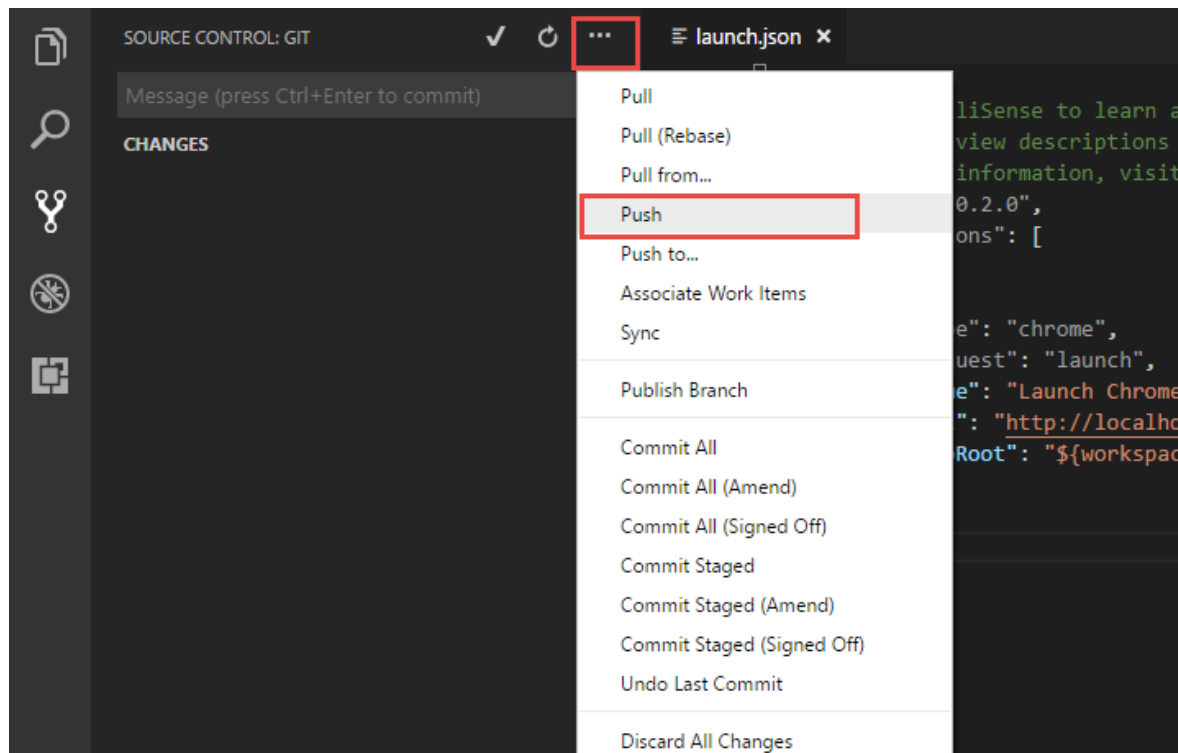 SOURCE CONTROL: GIT
launch.json
Message (press Ctrl+Enter to commit)
CHANGES
Pull
Pull (Rebase)
Pull from...
Push
Push to...
Associate Work Items
Sync
Publish Branch
Commit All
Commit All (Amend)
Commit All (Signed Off)
Commit Staged
Commit Staged (Amend)
Commit Staged (Signed Off)
Undo Last Commit
Discard All Changes
liSense to learn a
view descriptions
information, visit
0.2.0",
ons": [
e": "chrome",
uest": "launch",
e": "Launch Chrome
": "http://localho
Root": "${workspac